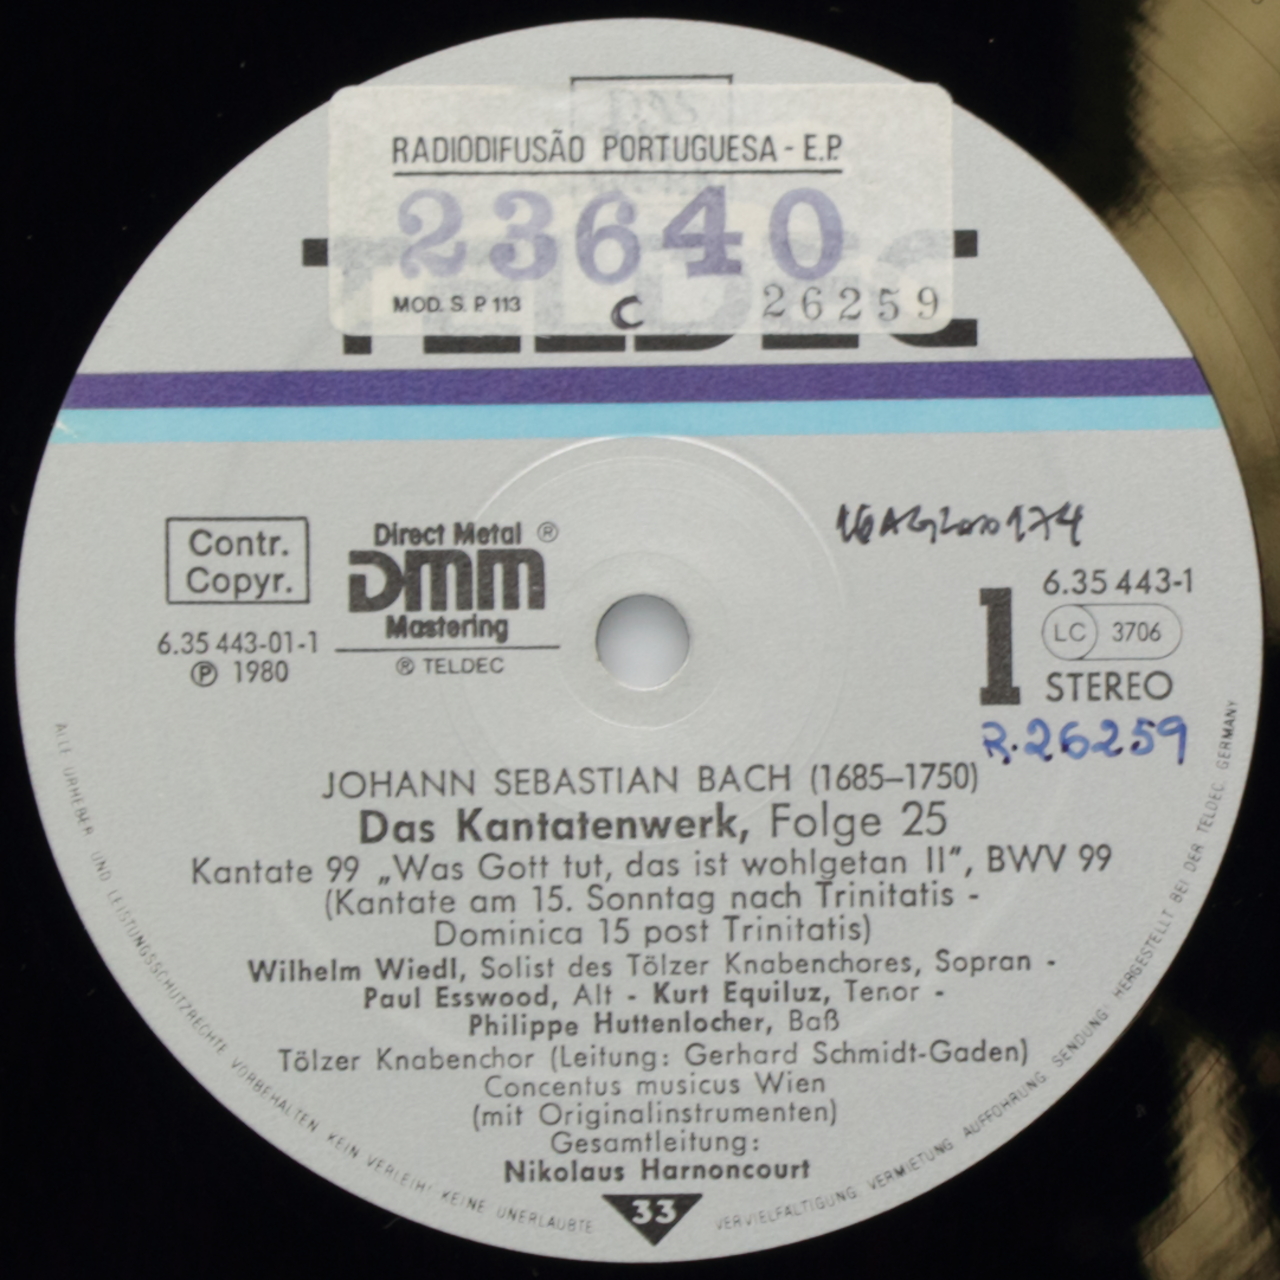 RADIODIFUSÃO PORTUGUESA - E.P.
23640
MOD. S. P 113
C
26259
TELDEC
Contr.
Copyr.
6.35 443-01-1
℗ 1980
Direct Metal ®
DMM
Mastering
® TELDEC
1
6.35 443-1
LC 3706
STEREO
R.26259
JOHANN SEBASTIAN BACH (1685–1750)
Das Kantatenwerk, Folge 25
Kantate 99 „Was Gott tut, das ist wohlgetan II”, BWV 99
(Kantate am 15. Sonntag nach Trinitatis -
Dominica 15 post Trinitatis)
Wilhelm Wiedl, Solist des Tölzer Knabenchores, Sopran -
Paul Esswood, Alt - Kurt Equiluz, Tenor -
Philippe Huttenlocher, Baß
Tölzer Knabenchor (Leitung: Gerhard Schmidt-Gaden)
Concentus musicus Wien
(mit Originalinstrumenten)
Gesamtleitung:
Nikolaus Harnoncourt
33
ALLE URHEBER UND LEISTUNGSSCHUTZRECHTE VORBEHALTEN KEIN VERLEIH! KEINE UNERLAUBTE VERVIELFÄLTIGUNG VERMIETUNG AUFFÜHRUNG SENDUNG! HERGESTELLT BEI DER TELDEC GERMANY